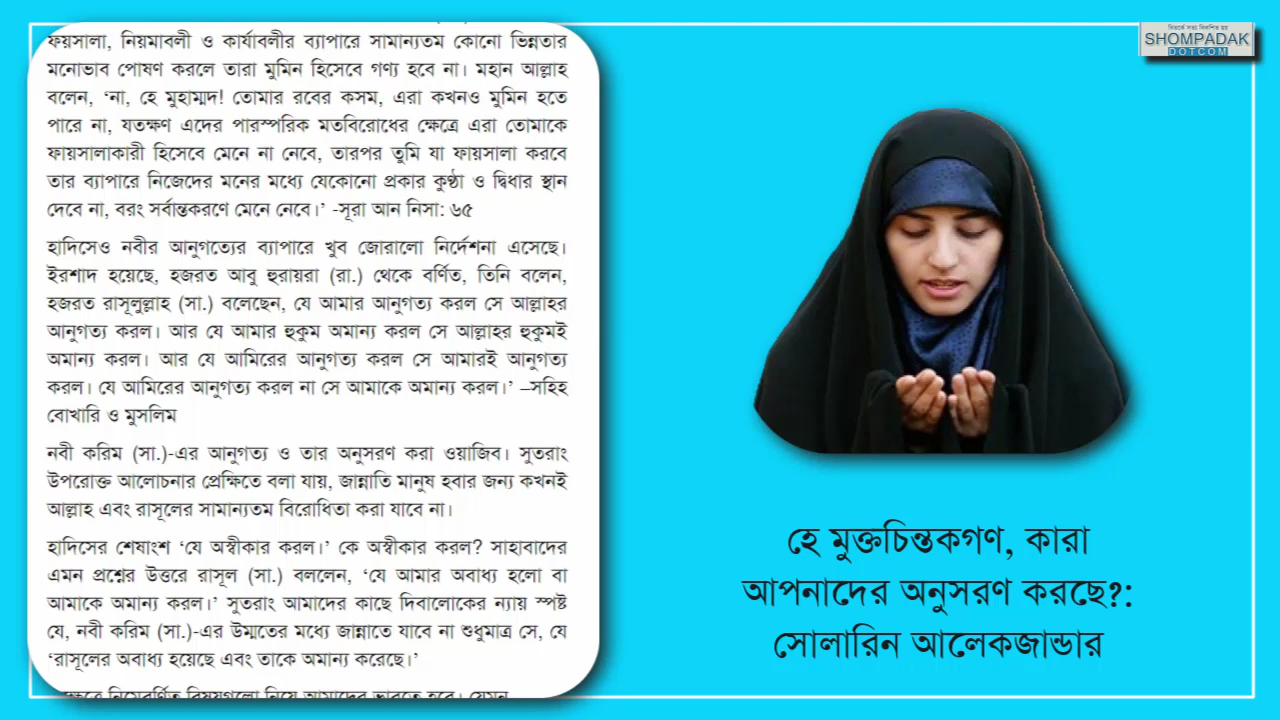 ফয়সালা, নিয়মাবলী ও কার্যাবলীর ব্যাপারে সামান্যতম কোনো ভিন্নতার
মনোভাব পোষণ করলে তারা মুমিন হিসেবে গণ্য হবে না। মহান আল্লাহ
বলেন, ‘না, হে মুহাম্মদ! তোমার রবের কসম, এরা কখনও মুমিন হতে
পারে না, যতক্ষণ এদের পারস্পরিক মতবিরোধের ক্ষেত্রে এরা তোমাকে
ফায়সালাকারী হিসেবে মেনে না নেবে, তারপর তুমি যা ফায়সালা করবে
তার ব্যাপারে নিজেদের মনের মধ্যে যেকোনো প্রকার কুণ্ঠা ও দ্বিধার স্থান
দেবে না, বরং সর্বান্তকরণে মেনে নেবে।’ -সূরা আন নিসা: ৬৫
হাদিসেও নবীর আনুগত্যের ব্যাপারে খুব জোরালো নির্দেশনা এসেছে।
ইরশাদ হয়েছে, হজরত আবু হুরায়রা (রা.) থেকে বর্ণিত, তিনি বলেন,
হজরত রাসূলুল্লাহ (সা.) বলেছেন, যে আমার আনুগত্য করল সে আল্লাহর
আনুগত্য করল। আর যে আমার হুকুম অমান্য করল সে আল্লাহর হুকুমই
অমান্য করল। আর যে আমিরের আনুগত্য করল সে আমারই আনুগত্য
করল। যে আমিরের আনুগত্য করল না সে আমাকে অমান্য করল।’ –সহিহ
বোখারি ও মুসলিম
নবী করিম (সা.)-এর আনুগত্য ও তার অনুসরণ করা ওয়াজিব। সুতরাং
উপরোক্ত আলোচনার প্রেক্ষিতে বলা যায়, জান্নাতি মানুষ হবার জন্য কখনই
আল্লাহ এবং রাসূলের সামান্যতম বিরোধিতা করা যাবে না।
হাদিসের শেষাংশ ‘যে অস্বীকার করল।’ কে অস্বীকার করল? সাহাবাদের
এমন প্রশ্নের উত্তরে রাসূল (সা.) বললেন, ‘যে আমার অবাধ্য হলো বা
আমাকে অমান্য করল।’ সুতরাং আমাদের কাছে দিবালোকের ন্যায় স্পষ্ট
যে, নবী করিম (সা.)-এর উম্মতের মধ্যে জান্নাতে যাবে না শুধুমাত্র সে, যে
‘রাসূলের অবাধ্য হয়েছে এবং তাকে অমান্য করেছে।’
SHOMPADAK
DOTCOM
হে মুক্তচিন্তকগণ, কারা
আপনাদের অনুসরণ করছে?:
সোলারিন আলেকজান্ডার